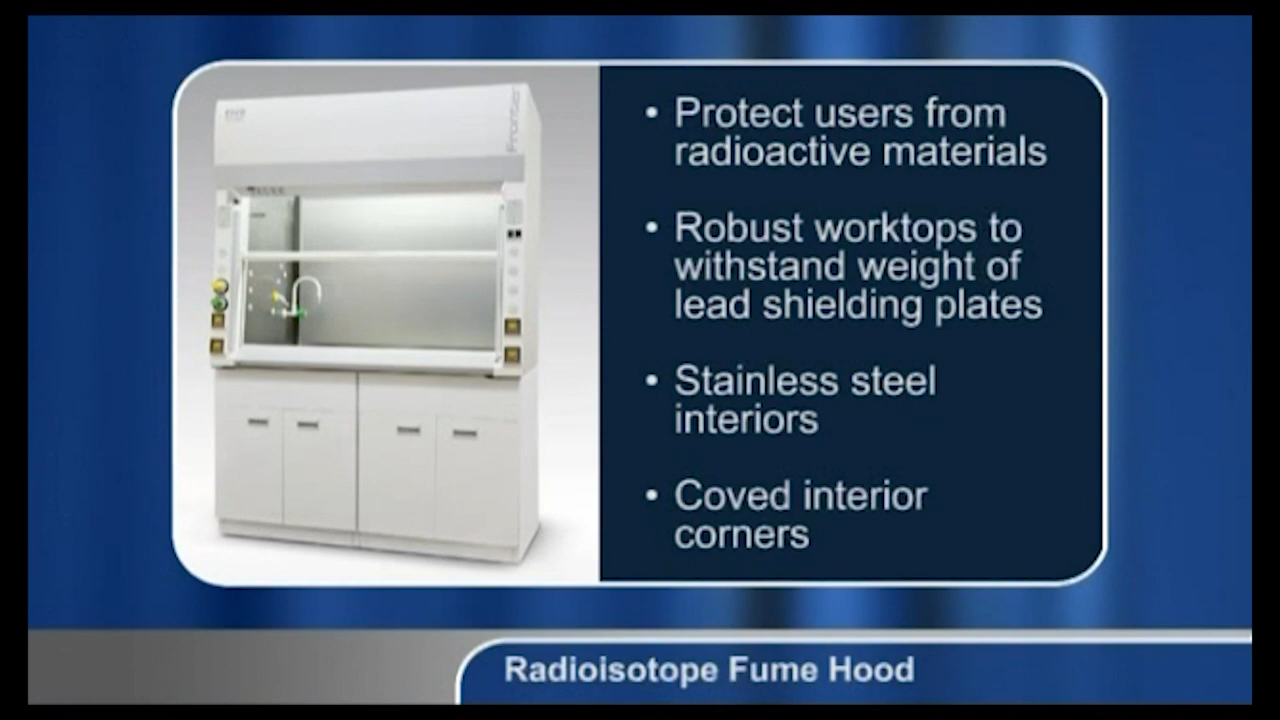 Frontier
• Protect users from
radioactive materials
• Robust worktops to
withstand weight of
lead shielding plates
• Stainless steel
interiors
• Coved interior
corners
Radioisotope Fume Hood